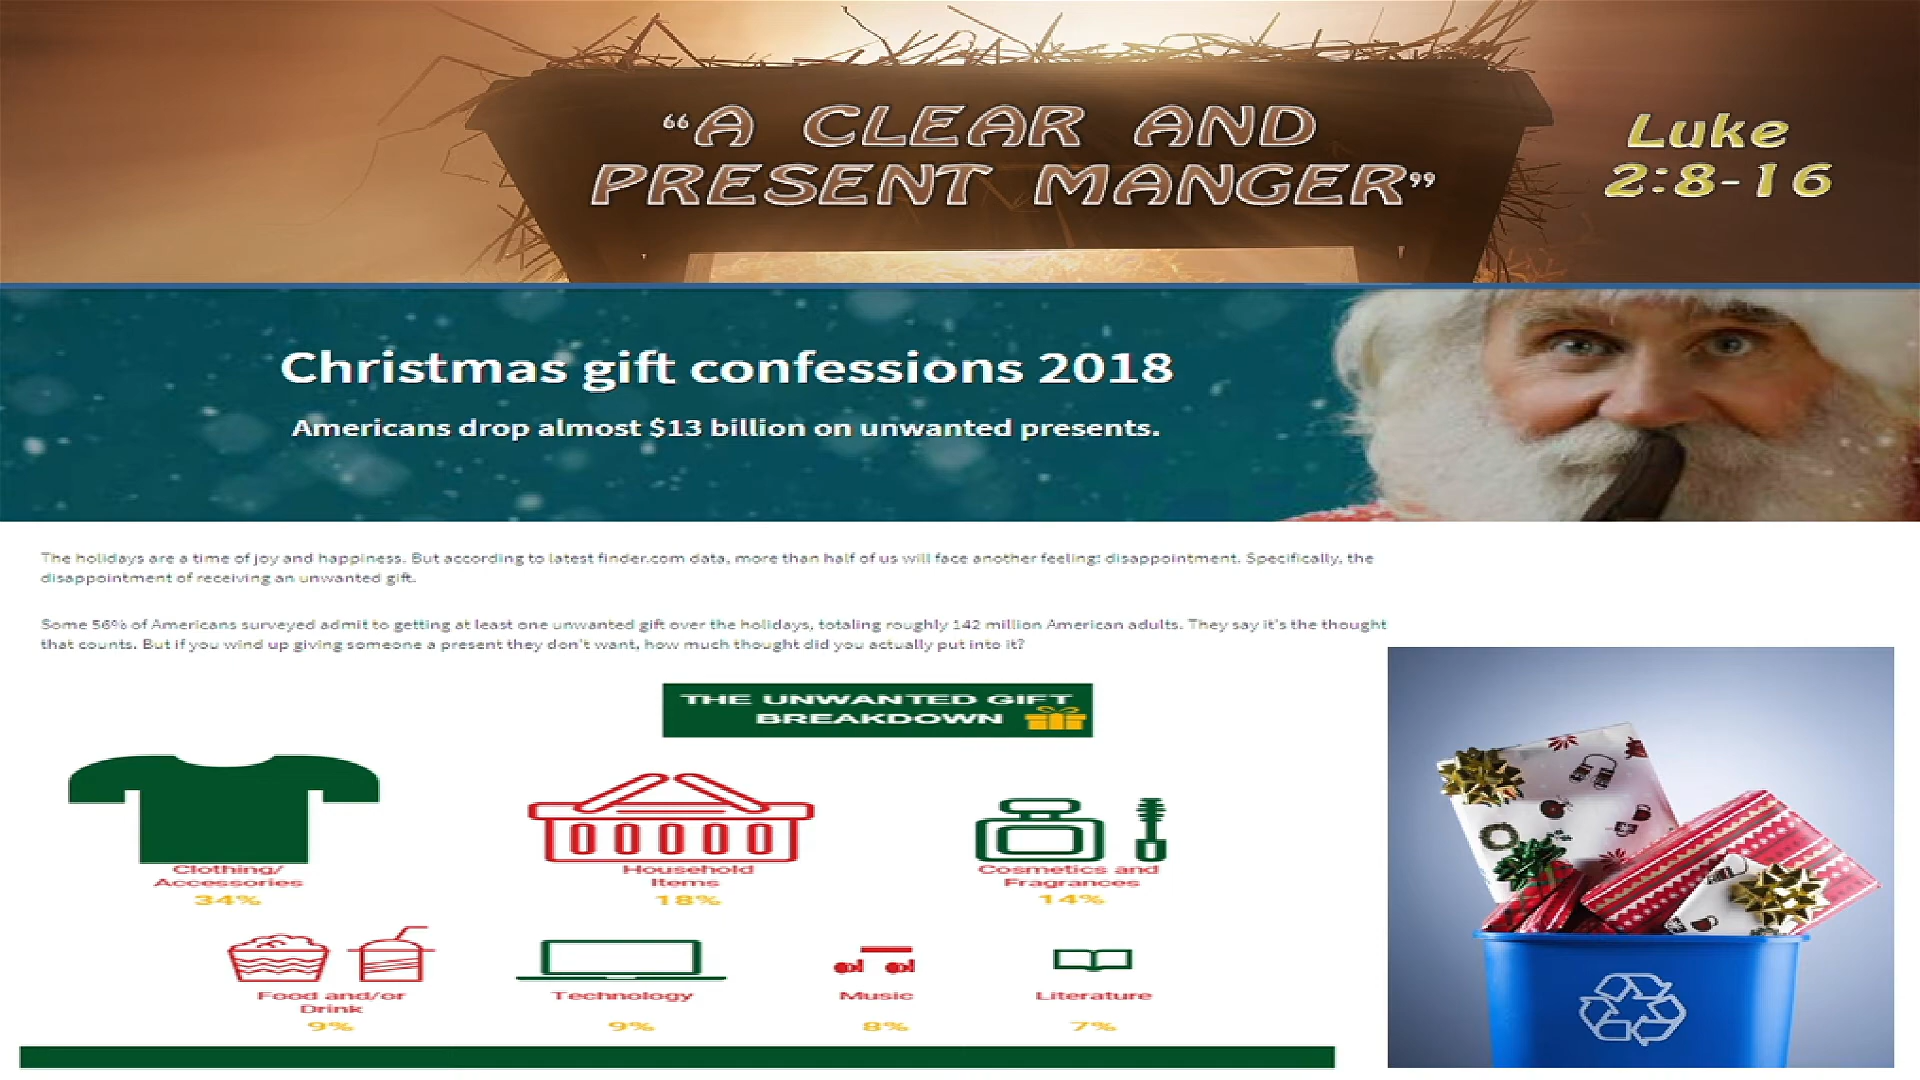 “A CLEAR AND
PRESENT MANGER”
Luke
2:8-16
Christmas gift confessions 2018
Americans drop almost $13 billion on unwanted presents.
The holidays are a time of joy and happiness. But according to latest finder.com data, more than half of us will face another feeling: disappointment. Specifically, the
disappointment of receiving an unwanted gift.
Some 56% of Americans surveyed admit to getting at least one unwanted gift over the holidays, totaling roughly 142 million American adults. They say it's the thought
that counts. But if you wind up giving someone a present they don't want, how much thought did you actually put into it?
THE UNWANTED GIFT
BREAKDOWN
Clothing/
Accessories
34%
Household
Items
18%
Cosmetics and
Fragrances
14%
Food and/or
Drink
9%
Technology
9%
Music
8%
Literature
7%